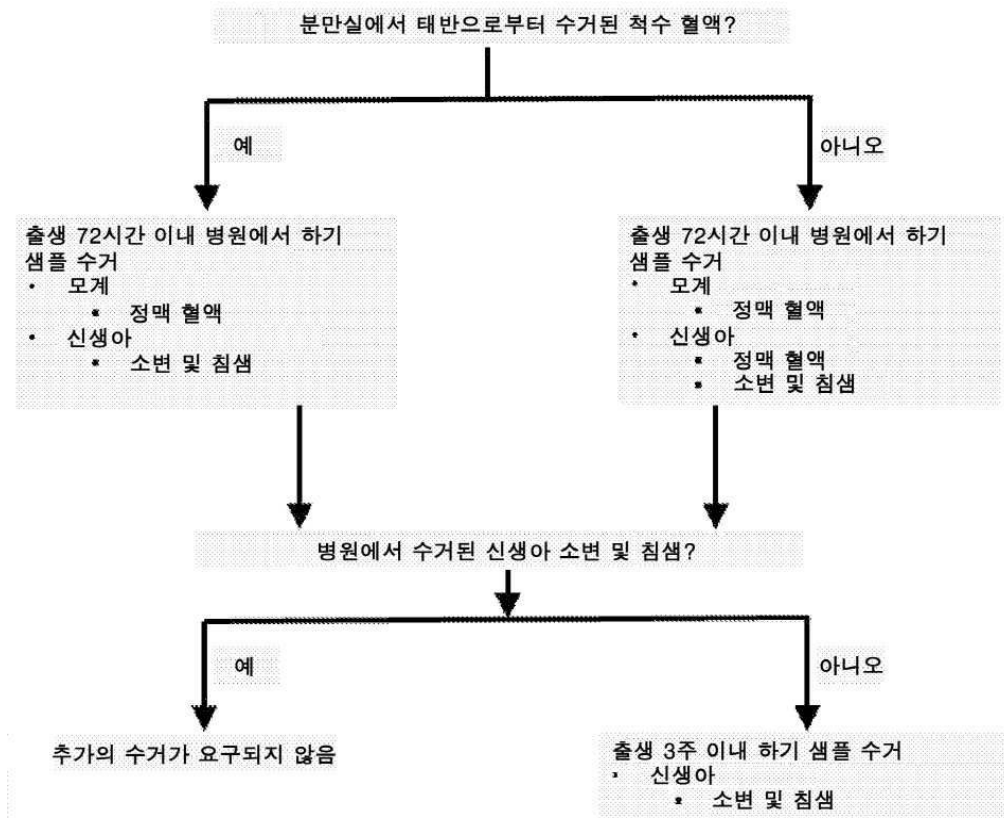 분만실에서 태반으로부터 수거된 척수 혈액?
예
아니오
출생 72시간 이내 병원에서 하기
샘플 수거
• 모계
▪ 정맥 혈액
• 신생아
▪ 소변 및 침샘
출생 72시간 이내 병원에서 하기
샘플 수거
• 모계
▪ 정맥 혈액
• 신생아
▪ 정맥 혈액
▪ 소변 및 침샘
병원에서 수거된 신생아 소변 및 침샘?
예
아니오
추가의 수거가 요구되지 않음
출생 3주 이내 하기 샘플 수거
• 신생아
▪ 소변 및 침샘